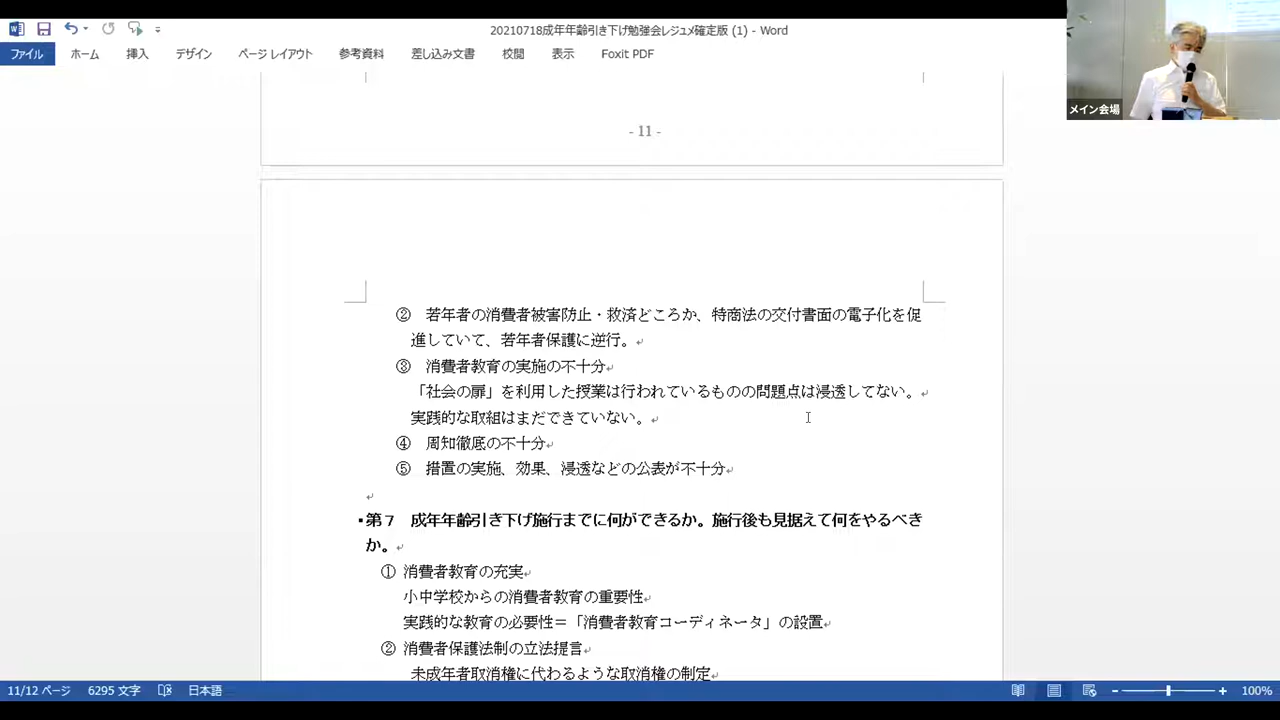 20210718成年年齢引き下げ勉強会レジュメ確定版 (1) - Word
ファイル ホーム 挿入 デザイン ページ レイアウト 参考資料 差し込み文書 校閲 表示 Foxit PDF
メイン会場
- 11 -
② 若年者の消費者被害防止・救済どころか、特商法の交付書面の電子化を促
進していて、若年者保護に逆行。
③ 消費者教育の実施の不十分
「社会の扉」を利用した授業は行われているものの問題点は浸透してない。
実践的な取組はまだできていない。
④ 周知徹底の不十分
⑤ 措置の実施、効果、浸透などの公表が不十分
第７ 成年年齢引き下げ施行までに何ができるか。施行後も見据えて何をやるべき
か。
① 消費者教育の充実
小中学校からの消費者教育の重要性
実践的な教育の必要性＝「消費者教育コーディネータ」の設置
② 消費者保護法制の立法提言
未成年者取消権に代わるような取消権の制定
11/12 ページ 6295 文字 日本語 100%